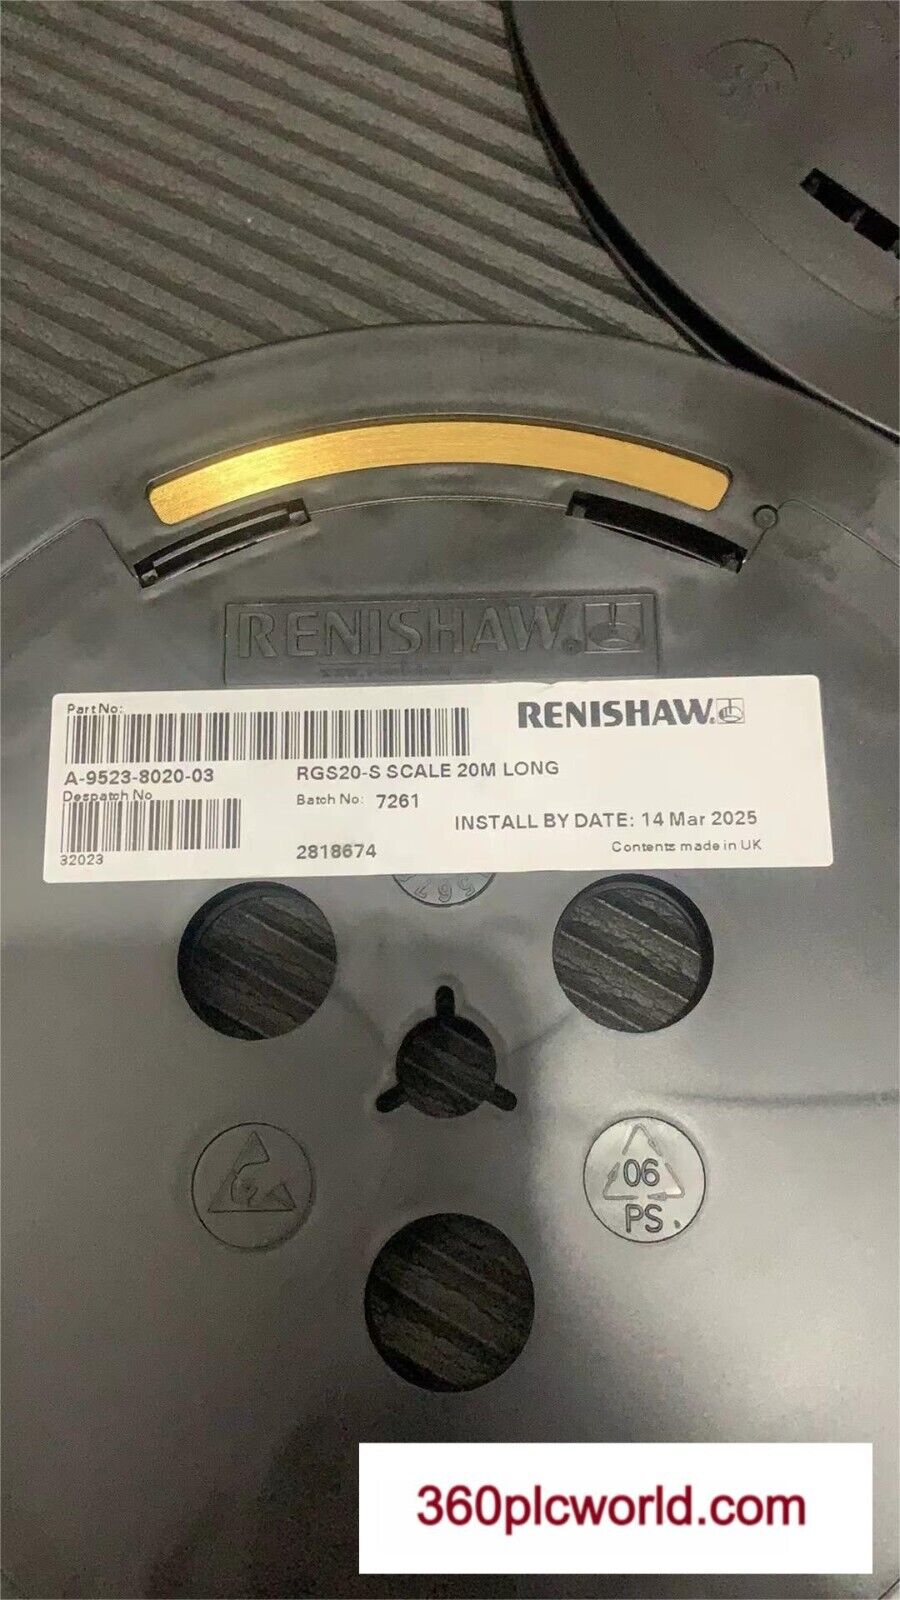 RENISHAW.
Part No:
RENISHAW.
A-9523-8020-03
RGS20-S SCALE 20M LONG
Despatch No
Batch No: 7261
INSTALL BY DATE: 14 Mar 2025
32023
2818674
Contents made in UK
06
PS
360plcworld.com